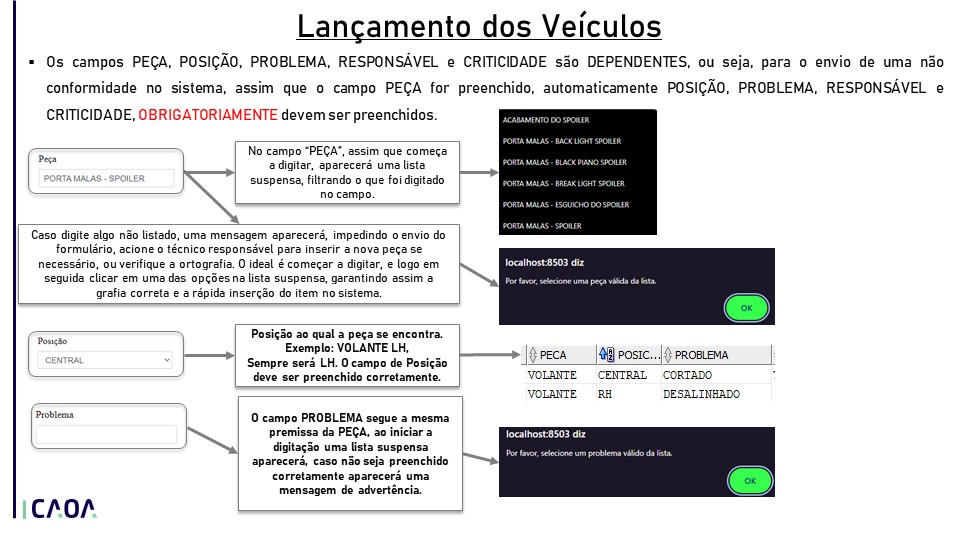 Lançamento dos Veículos
▪ Os campos PEÇA, POSIÇÃO, PROBLEMA, RESPONSÁVEL e CRITICIDADE são DEPENDENTES, ou seja, para o envio de uma não
conformidade no sistema, assim que o campo PEÇA for preenchido, automaticamente POSIÇÃO, PROBLEMA, RESPONSÁVEL e
CRITICIDADE, OBRIGATORIAMENTE devem ser preenchidos.
Peça
PORTA MALAS - SPOILER
No campo “PEÇA”, assim que começa
a digitar, aparecerá uma lista
suspensa, filtrando o que foi digitado
no campo.
ACABAMENTO DO SPOILER
PORTA MALAS - BACK LIGHT SPOILER
PORTA MALAS - BLACK PIANO SPOILER
PORTA MALAS - BREAK LIGHT SPOILER
PORTA MALAS - ESGUICHO DO SPOILER
PORTA MALAS - SPOILER
Caso digite algo não listado, uma mensagem aparecerá, impedindo o envio do
formulário, acione o técnico responsável para inserir a nova peça se
necessário, ou verifique a ortografia. O ideal é começar a digitar, e logo em
seguida clicar em uma das opções na lista suspensa, garantindo assim a
grafia correta e a rápida inserção do item no sistema.
localhost:8503 diz
Por favor, selecione uma peça válida da lista.
OK
Posição
CENTRAL
Posição ao qual a peça se encontra.
Exemplo: VOLANTE LH,
Sempre será LH. O campo de Posição
deve ser preenchido corretamente.
PECA POSIC... PROBLEMA
VOLANTE CENTRAL CORTADO
VOLANTE RH DESALINHADO
Problema
O campo PROBLEMA segue a mesma
premissa da PEÇA, ao iniciar a
digitação uma lista suspensa
aparecerá, caso não seja preenchido
corretamente aparecerá uma
mensagem de advertência.
localhost:8503 diz
Por favor, selecione um problema válido da lista.
OK
CAOA